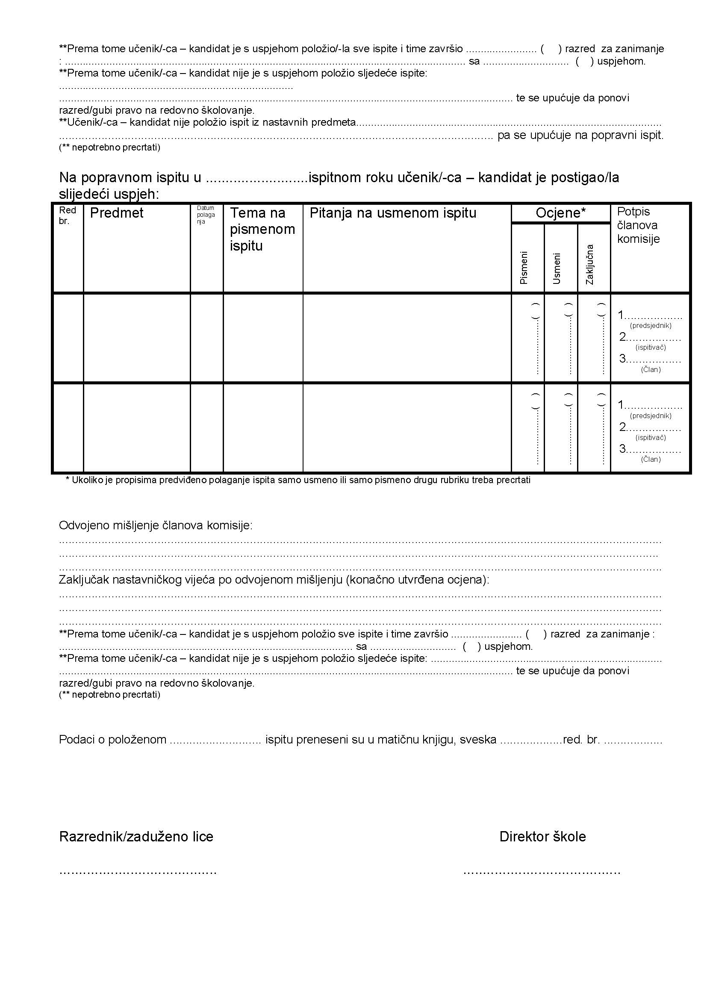 **Prema tome učenik/-ca – kandidat je s uspjehom položio/-la sve ispite i time završio ........................ (     ) razred  za zanimanje
: ....................................................................................................................................... sa .............................  (    ) uspjehom.
**Prema tome učenik/-ca – kandidat nije je s uspjehom položio sljedeće ispite:
...............................................................................
......................................................................................................................................................... te se upućuje da ponovi
razred/gubi pravo na redovno školovanje.
**Učenik/-ca – kandidat nije položio ispit iz nastavnih predmeta.......................................................................................................
.................................................................................................................................... pa se upućuje na popravni ispit.
(** nepotrebno precrtati)
Na popravnom ispitu u ..........................ispitnom roku učenik/-ca – kandidat je postigao/la
slijedeći uspjeh:
Red
br.
Predmet
Datum
polaga
nja
Tema na
pismenom
ispitu
Pitanja na usmenom ispitu
Ocjene*
Pismeni
Usmeni
Zaključna
Potpis
članova
komisije
................... (  )
................... (  )
................... (  )
1..................
(predsjednik)
2.................
(ispitivač)
3.................
(Član)
................... (  )
................... (  )
................... (  )
1..................
(predsjednik)
2.................
(ispitivač)
3.................
(Član)
* Ukoliko je propisima predviđeno polaganje ispita samo usmeno ili samo pismeno drugu rubriku treba precrtati
Odvojeno mišljenje članova komisije:
........................................................................................................................................................................................
.......................................................................................................................................................................................
........................................................................................................................................................................................
Zaključak nastavničkog vijeća po odvojenom mišljenju (konačno utvrđena ocjena):
........................................................................................................................................................................................
........................................................................................................................................................................................
........................................................................................................................................................................................
**Prema tome učenik/-ca – kandidat je s uspjehom položio sve ispite i time završio ........................ (     ) razred  za zanimanje :
................................................................................................... sa .............................  (    ) uspjehom.
**Prema tome učenik/-ca – kandidat nije je s uspjehom položio sljedeće ispite: ..............................................................................
......................................................................................................................................................... te se upućuje da ponovi
razred/gubi pravo na redovno školovanje.
(** nepotrebno precrtati)
Podaci o položenom ............................ ispitu preneseni su u matičnu knjigu, sveska ...................red. br. ..................
Razrednik/zaduženo lice                                        Direktor škole
........................................                                        ........................................